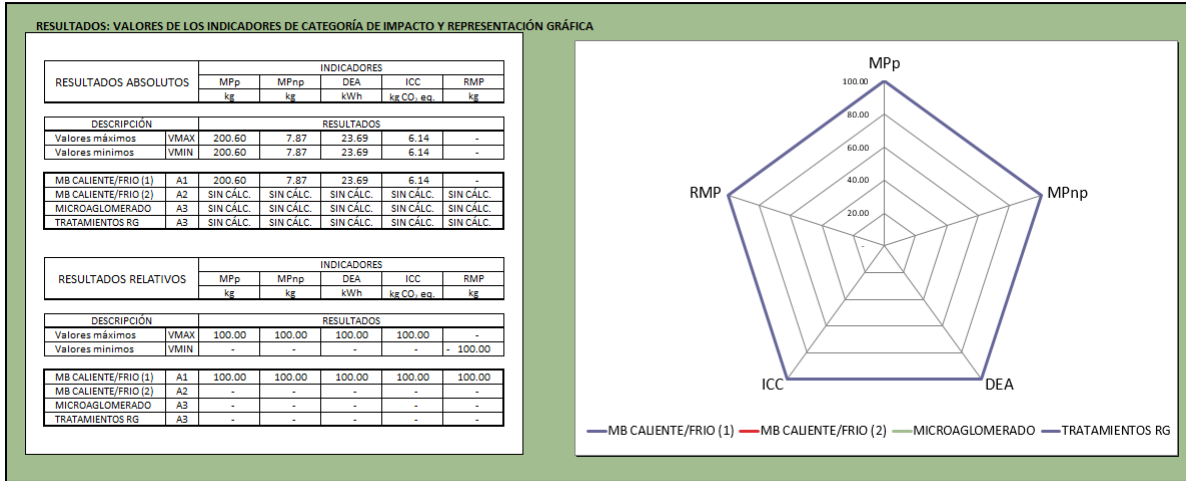 RESULTADOS: VALORES DE LOS INDICADORES DE CATEGORÍA DE IMPACTO Y REPRESENTACIÓN GRÁFICA
RESULTADOS ABSOLUTOS
INDICADORES
MPp MPnp DEA ICC RMP
kg kg kWh kg CO₂ eq. kg
DESCRIPCIÓN RESULTADOS
Valores máximos VMAX 200.60 7.87 23.69 6.14 -
Valores minimos VMIN 200.60 7.87 23.69 6.14 -
MB CALIENTE/FRIO (1) A1 200.60 7.87 23.69 6.14 -
MB CALIENTE/FRIO (2) A2 SIN CÁLC. SIN CÁLC. SIN CÁLC. SIN CÁLC. SIN CÁLC.
MICROAGLOMERADO A3 SIN CÁLC. SIN CÁLC. SIN CÁLC. SIN CÁLC. SIN CÁLC.
TRATAMIENTOS RG A3 SIN CÁLC. SIN CÁLC. SIN CÁLC. SIN CÁLC. SIN CÁLC.
RESULTADOS RELATIVOS
INDICADORES
MPp MPnp DEA ICC RMP
kg kg kWh kg CO₂ eq. kg
DESCRIPCIÓN RESULTADOS
Valores máximos VMAX 100.00 100.00 100.00 100.00 -
Valores minimos VMIN - - - - - 100.00
MB CALIENTE/FRIO (1) A1 100.00 100.00 100.00 100.00 100.00
MB CALIENTE/FRIO (2) A2 - - - - -
MICROAGLOMERADO A3 - - - - -
TRATAMIENTOS RG A3 - - - - -
MPp
100.00
80.00
60.00
40.00
20.00
-
RMP
MPnp
ICC
DEA
MB CALIENTE/FRIO (1) MB CALIENTE/FRIO (2) MICROAGLOMERADO TRATAMIENTOS RG